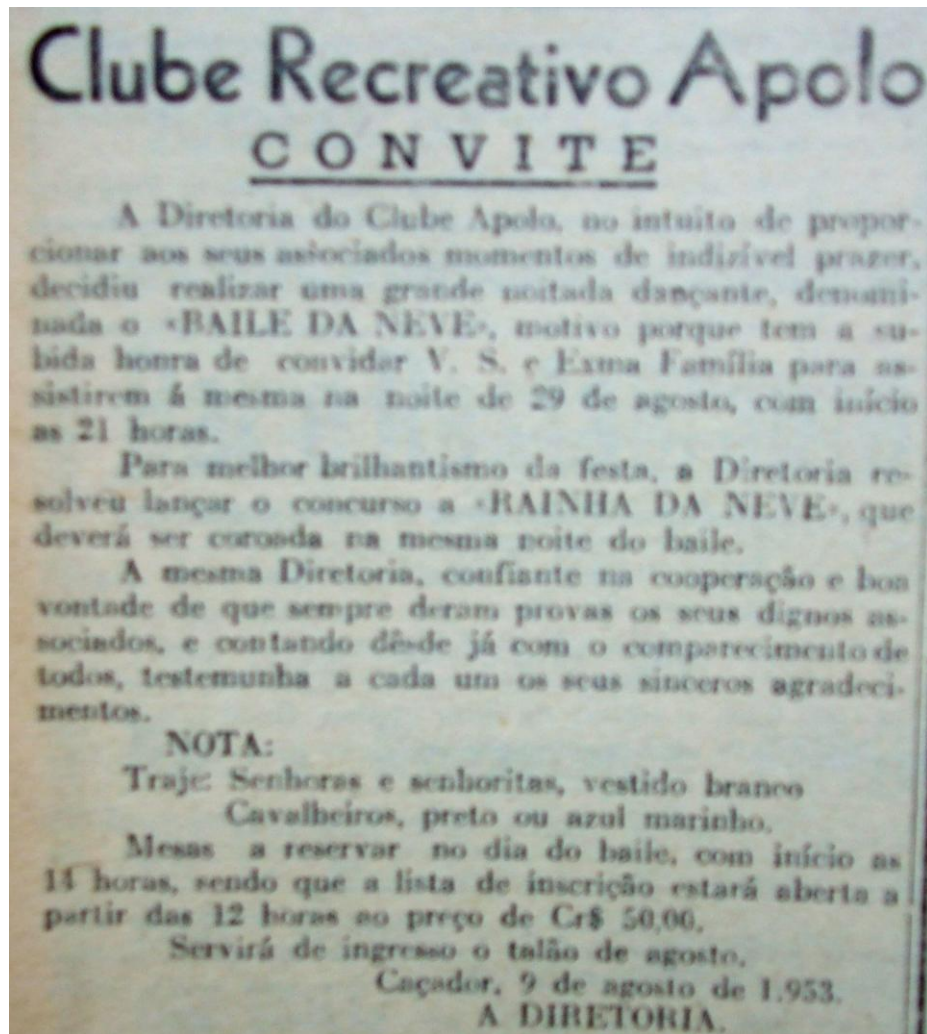 Clube Recreativo Apolo
CONVITE
A Diretoria do Clube Apolo, no intuito de propor-
cionar aos seus associados momentos de indizível prazer,
decidiu realizar uma grande noitada dançante, denomi-
nada o «BAILE DA NEVE», motivo porque tem a su-
bida honra de convidar V. S. e Exma Família para as-
sistirem á mesma na noite de 29 de agosto, com início
as 21 horas.
Para melhor brilhantismo da festa, a Diretoria re-
solveu lançar o concurso a «RAINHA DA NEVE», que
deverá ser coroada na mesma noite do baile.
A mesma Diretoria, confiante na cooperação e boa
vontade de que sempre deram provas os seus dignos as-
sociados, e contando dêsde já com o comparecimento de
todos, testemunha a cada um os seus sinceros agradeci-
mentos.
NOTA:
Traje: Senhoras e senhoritas, vestido branco
Cavalheiros, preto ou azul marinho.
Mesas a reservar no dia do baile, com início as
14 horas, sendo que a lista de inscrição estará aberta a
partir das 12 horas ao preço de Cr$ 50,00.
Servirá de ingresso o talão de agosto.
Caçador, 9 de agosto de 1.953.
A DIRETORIA.